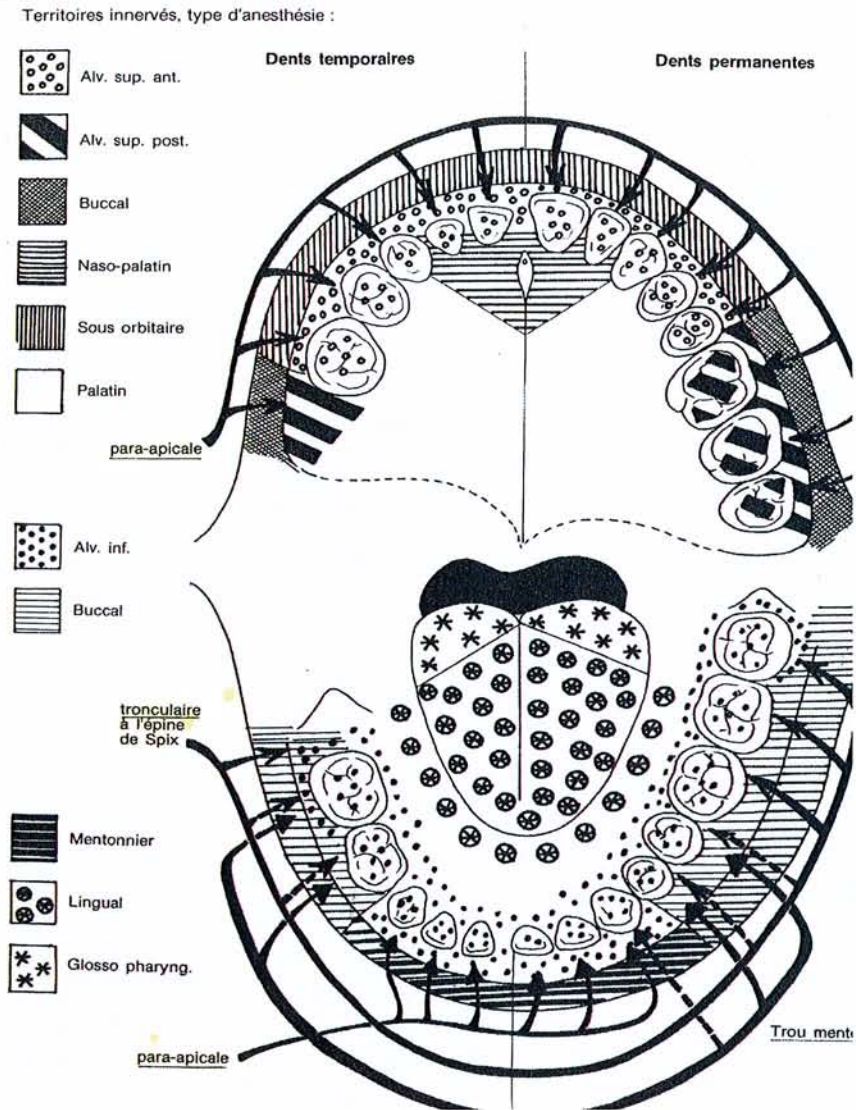 Territoires innervés, type d'anesthésie :
Dents temporaires
Dents permanentes
Alv. sup. ant.
Alv. sup. post.
Buccal
Naso-palatin
Sous orbitaire
Palatin
para-apicale
Alv. inf.
Buccal
tronculaire
à l'épine
de Spix
Mentonnier
Lingual
Glosso pharyng.
Trou ment
para-apicale